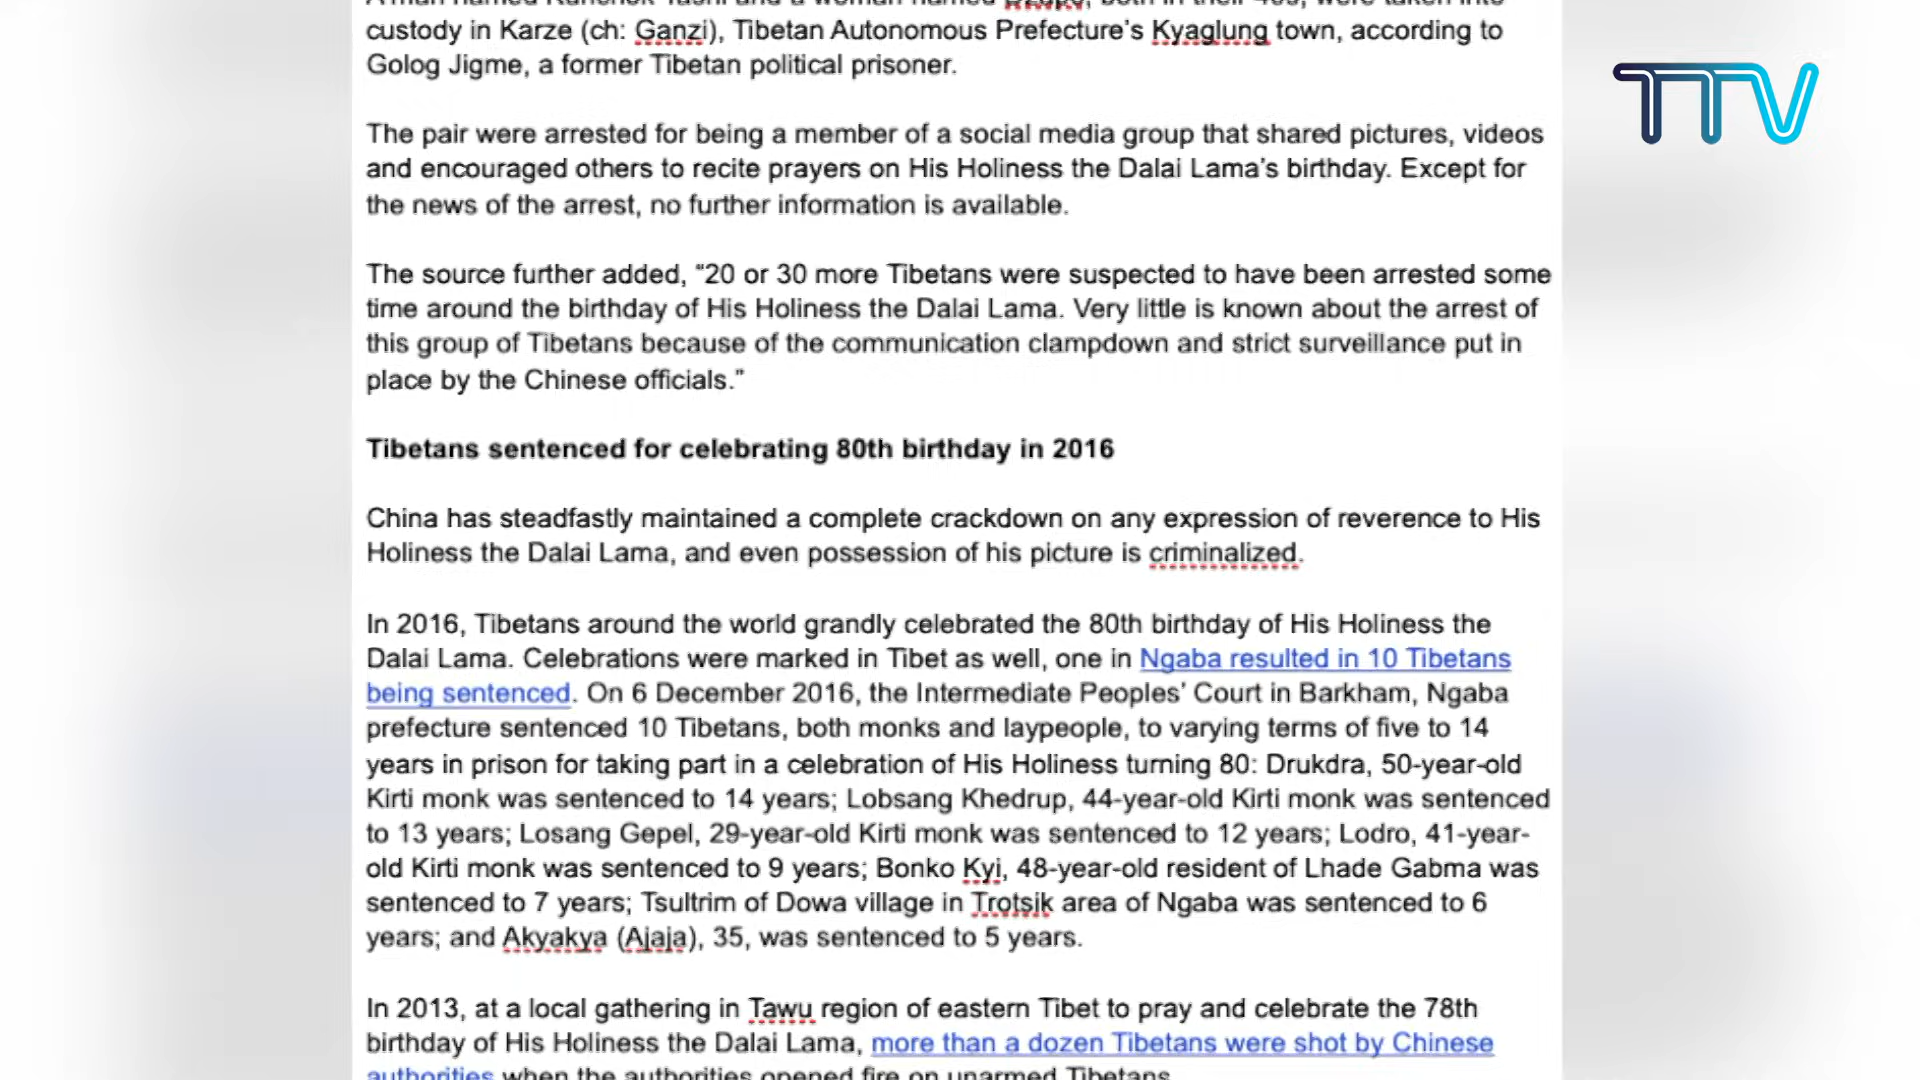 custody in Karze (ch: Ganzi), Tibetan Autonomous Prefecture's Kyaglung town, according to
Golog Jigme, a former Tibetan political prisoner.
The pair were arrested for being a member of a social media group that shared pictures, videos
and encouraged others to recite prayers on His Holiness the Dalai Lama's birthday. Except for
the news of the arrest, no further information is available.
The source further added, "20 or 30 more Tibetans were suspected to have been arrested some
time around the birthday of His Holiness the Dalai Lama. Very little is known about the arrest of
this group of Tibetans because of the communication clampdown and strict surveillance put in
place by the Chinese officials."
Tibetans sentenced for celebrating 80th birthday in 2016
China has steadfastly maintained a complete crackdown on any expression of reverence to His
Holiness the Dalai Lama, and even possession of his picture is criminalized.
In 2016, Tibetans around the world grandly celebrated the 80th birthday of His Holiness the
Dalai Lama. Celebrations were marked in Tibet as well, one in Ngaba resulted in 10 Tibetans
being sentenced. On 6 December 2016, the Intermediate Peoples' Court in Barkham, Ngaba
prefecture sentenced 10 Tibetans, both monks and laypeople, to varying terms of five to 14
years in prison for taking part in a celebration of His Holiness turning 80: Drukdra, 50-year-old
Kirti monk was sentenced to 14 years; Lobsang Khedrup, 44-year-old Kirti monk was sentenced
to 13 years; Losang Gepel, 29-year-old Kirti monk was sentenced to 12 years; Lodro, 41-year-
old Kirti monk was sentenced to 9 years; Bonko Kyi, 48-year-old resident of Lhade Gabma was
sentenced to 7 years; Tsultrim of Dowa village in Trotsik area of Ngaba was sentenced to 6
years; and Akyakya (Ajaja), 35, was sentenced to 5 years.
In 2013, at a local gathering in Tawu region of eastern Tibet to pray and celebrate the 78th
birthday of His Holiness the Dalai Lama, more than a dozen Tibetans were shot by Chinese
authorities when the authorities opened fire on unarmed Tibetans.
TTV